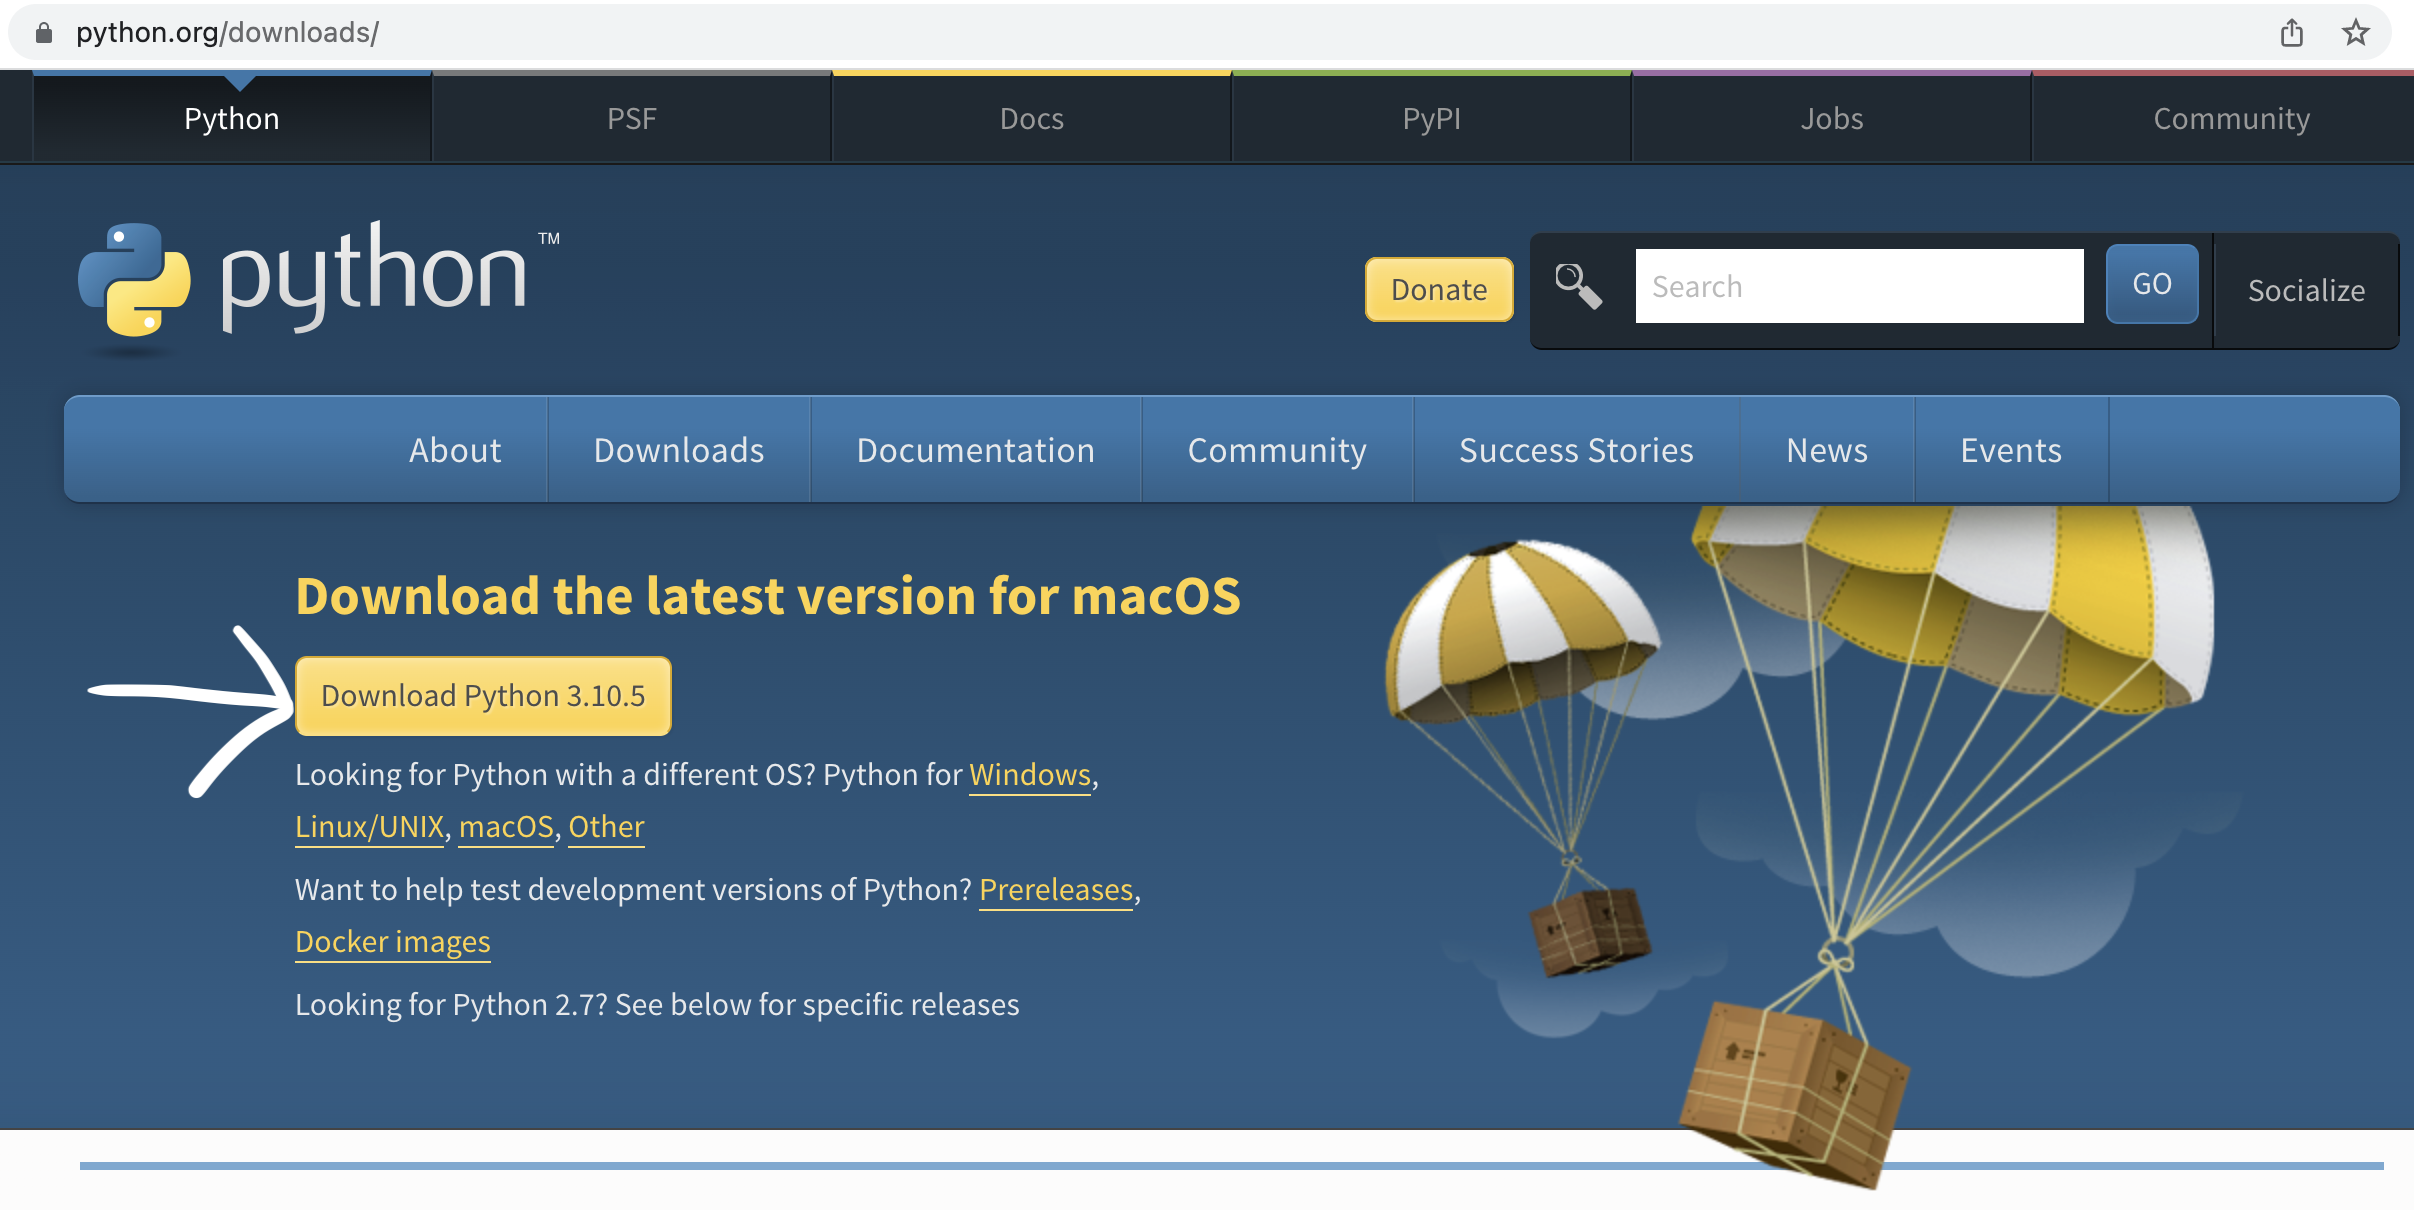 python.org/downloads/
Python PSF Docs PyPI Jobs Community
python TM
Donate Search GO Socialize
About Downloads Documentation Community Success Stories News Events
Download the latest version for macOS
Download Python 3.10.5
Looking for Python with a different OS? Python for Windows,
Linux/UNIX, macOS, Other
Want to help test development versions of Python? Prereleases,
Docker images
Looking for Python 2.7? See below for specific releases